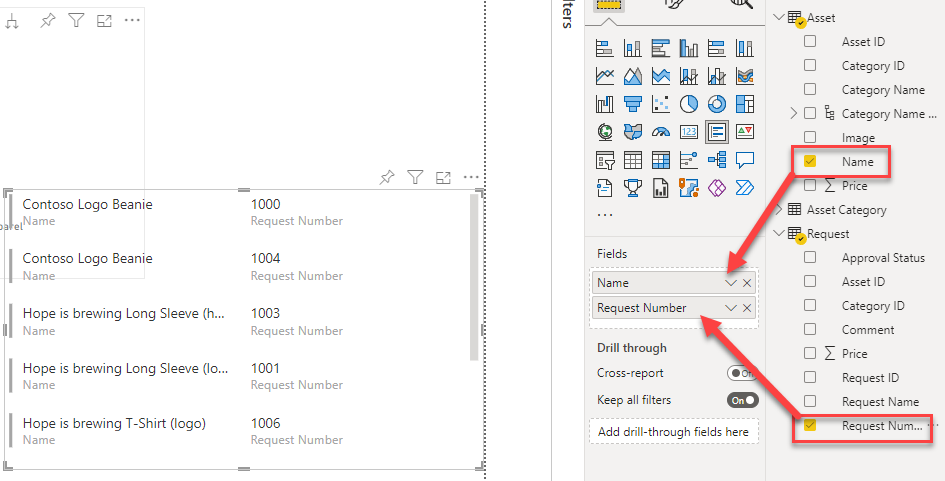 parel
Contoso Logo Beanie 1000
Name Request Number
Contoso Logo Beanie 1004
Name Request Number
Hope is brewing Long Sleeve (h... 1003
Name Request Number
Hope is brewing Long Sleeve (lo... 1001
Name Request Number
Hope is brewing T-Shirt (logo) 1006
Name Request Number
lters
123
...
Fields
Name
Request Number
Drill through
Cross-report
Off
Keep all filters
On
Add drill-through fields here
Asset
Asset ID
Category ID
Category Name
Category Name ...
Image
Name
∑ Price
Asset Category
Request
Approval Status
Asset ID
Category ID
Comment
∑ Price
Request ID
Request Name
Request Num... ...